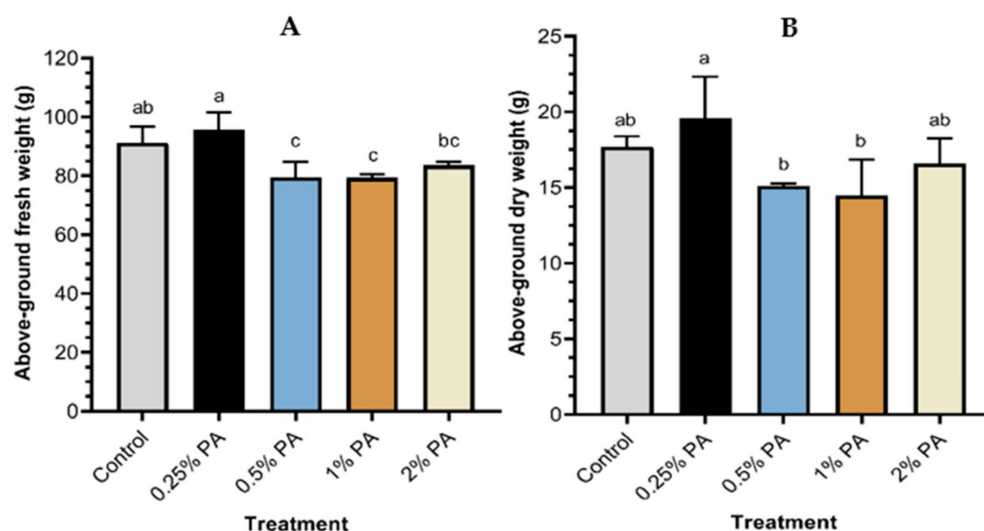 A
Above-ground fresh weight (g)
120
100
80
60
40
20
0
ab
a
c
c
bc
Control
0.25% PA
0.5% PA
1% PA
2% PA
Treatment
B
Above-ground dry weight (g)
25
20
15
10
5
0
ab
a
b
b
ab
Control
0.25% PA
0.5% PA
1% PA
2% PA
Treatment